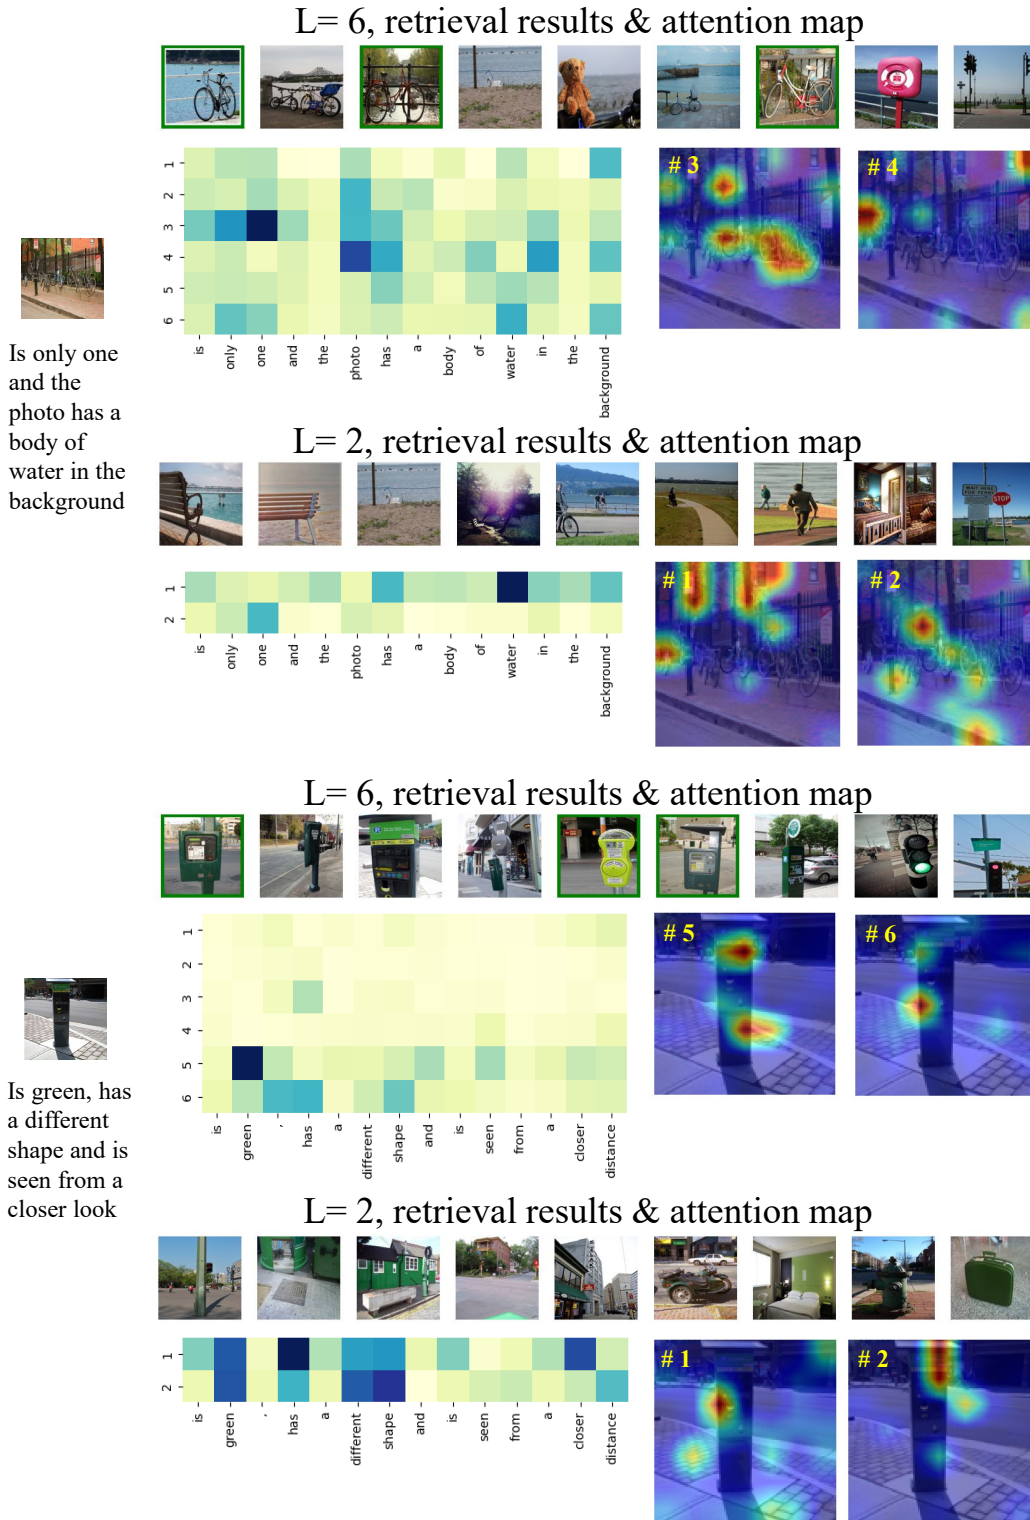 L= 6, retrieval results & attention map
1
2
3
4
5
6
is only one and the photo has a body of water in the background
# 3
# 4
Is only one
and the
photo has a
body of
water in the
background
L= 2, retrieval results & attention map
WAIT HERE
FOR FERRY
STOP
1
2
is only one and the photo has a body of water in the background
# 1
# 2
L= 6, retrieval results & attention map
1
2
3
4
5
6
is green , has a different shape and is seen from a closer distance
# 5
# 6
Is green, has
a different
shape and is
seen from a
closer look
L= 2, retrieval results & attention map
1
2
is green , has a different shape and is seen from a closer distance
# 1
# 2